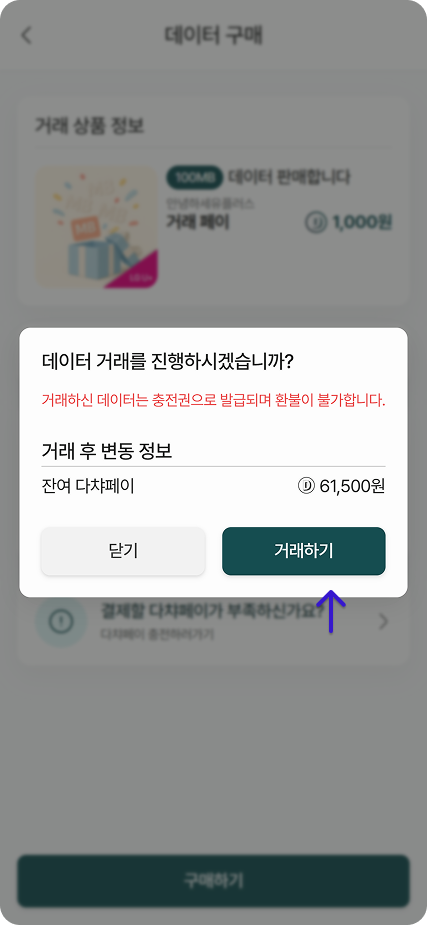 데이터 구매
거래 상품 정보
100MB 데이터 판매합니다
안녕하세유플러스
거래 페이
1,000원
LG U+
데이터 거래를 진행하시겠습니까?
거래하신 데이터는 충전권으로 발급되며 환불이 불가합니다.
거래 후 변동 정보
잔여 다챠페이
61,500원
닫기
거래하기
결제할 다챠페이가 부족하신가요?
다챠페이 충전하러가기
구매하기